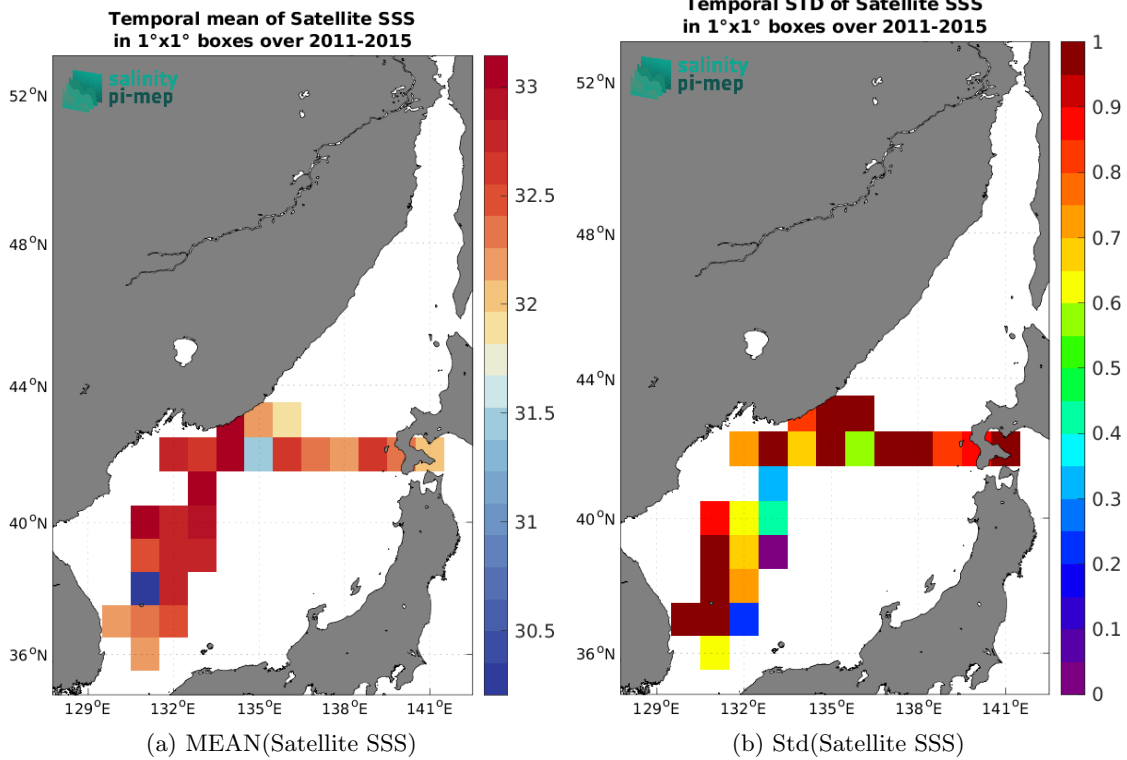 Temporal mean of Satellite SSS
in 1°x1° boxes over 2011-2015
salinity
pi-mep
52°N
48°N
44°N
40°N
36°N
129°E
132°E
135°E
138°E
141°E
33
32.5
32
31.5
31
30.5
(a) MEAN(Satellite SSS)
Temporal STD of Satellite SSS
in 1°x1° boxes over 2011-2015
salinity
pi-mep
52°N
48°N
44°N
40°N
36°N
129°E
132°E
135°E
138°E
141°E
1
0.9
0.8
0.7
0.6
0.5
0.4
0.3
0.2
0.1
0
(b) Std(Satellite SSS)